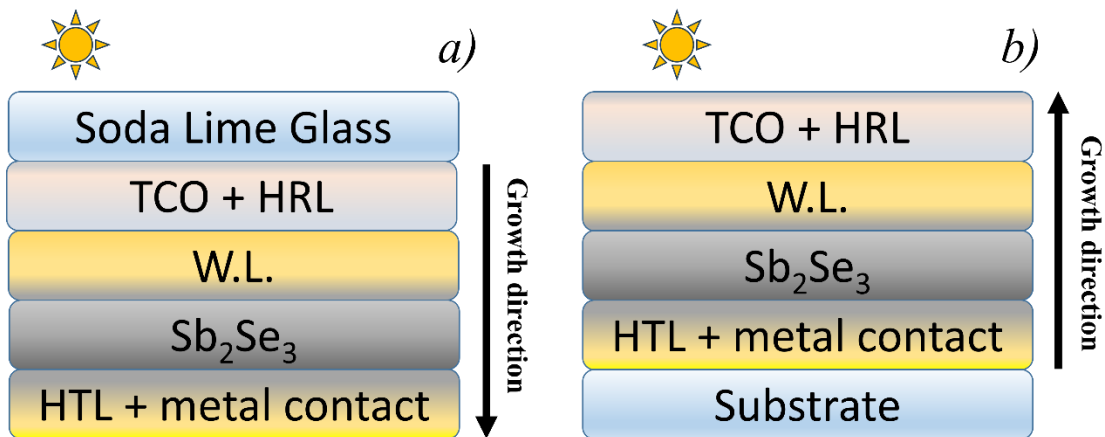 a)
Soda Lime Glass
TCO + HRL
W.L.
Sb₂Se₃
HTL + metal contact
Growth direction
b)
TCO + HRL
W.L.
Sb₂Se₃
HTL + metal contact
Substrate
Growth direction